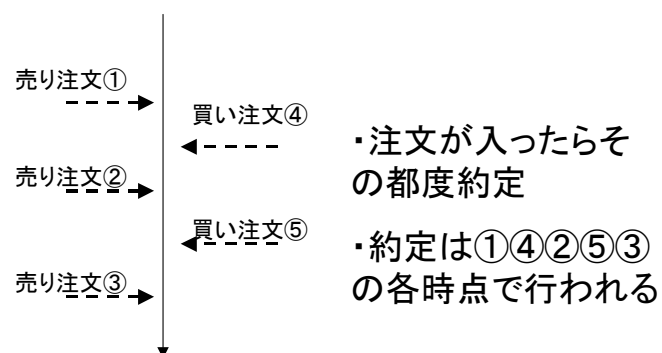 売り注文①
買い注文④
売り注文②
買い注文⑤
売り注文③
・注文が入ったらそ
の都度約定
・約定は①④②⑤③
の各時点で行われる